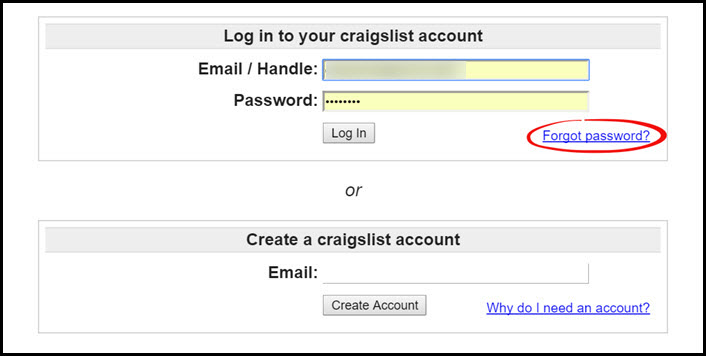 Log in to your craigslist account
Email / Handle:
Password: ••••••••
Log In
Forgot password?
or
Create a craigslist account
Email:
Create Account
Why do I need an account?